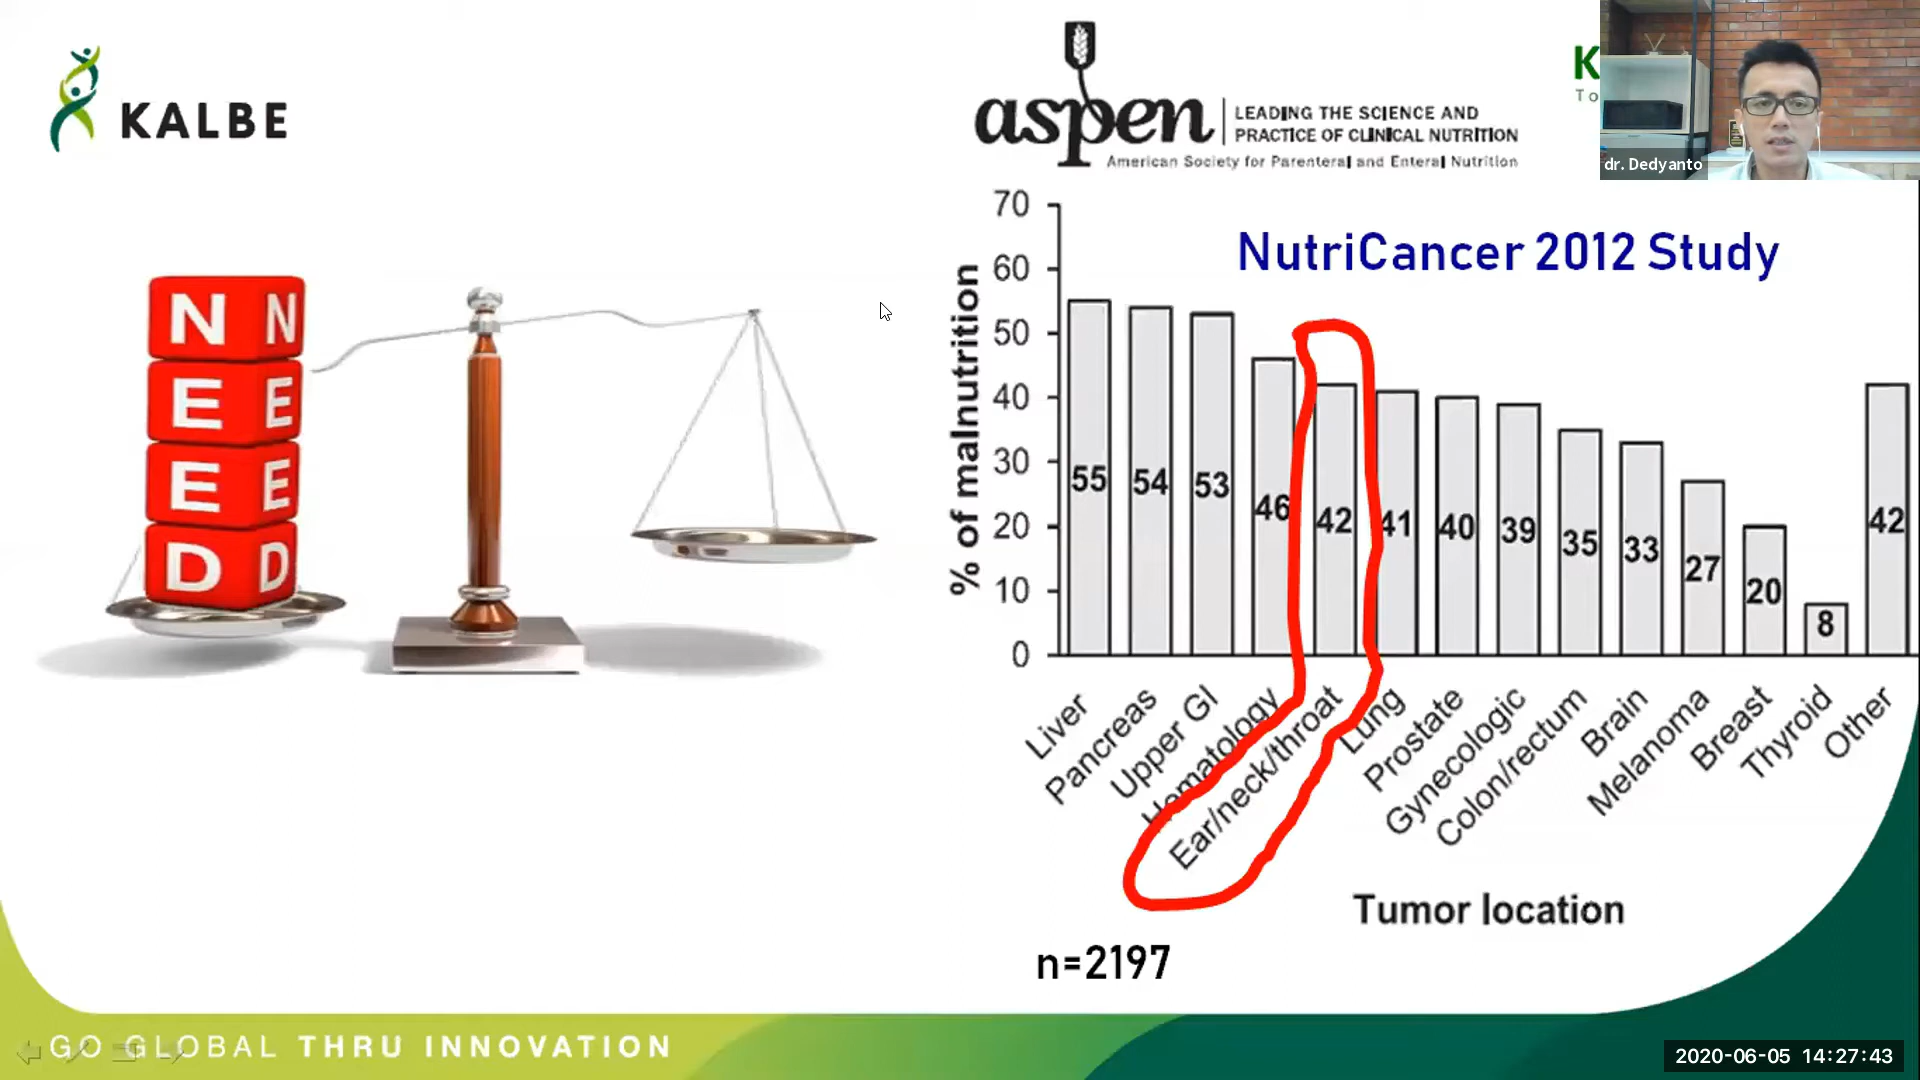 KALBE
aspen
LEADING THE SCIENCE AND
PRACTICE OF CLINICAL NUTRITION
American Society for Parenteral and Enteral Nutrition
K
To
dr. Dedyanto
N N
E E
E E
D D
NutriCancer 2012 Study
% of malnutrition
70
60
50
40
30
20
10
0
55 54 53 46 42 41 40 39 35 33 27 20 8 42
Liver
Pancreas
Upper GI
Hematology
Ear/neck/throat
Lung
Prostate
Gynecologic
Colon/rectum
Brain
Melanoma
Breast
Thyroid
Other
Tumor location
n=2197
GO GLOBAL THRU INNOVATION
2020-06-05 14:27:43